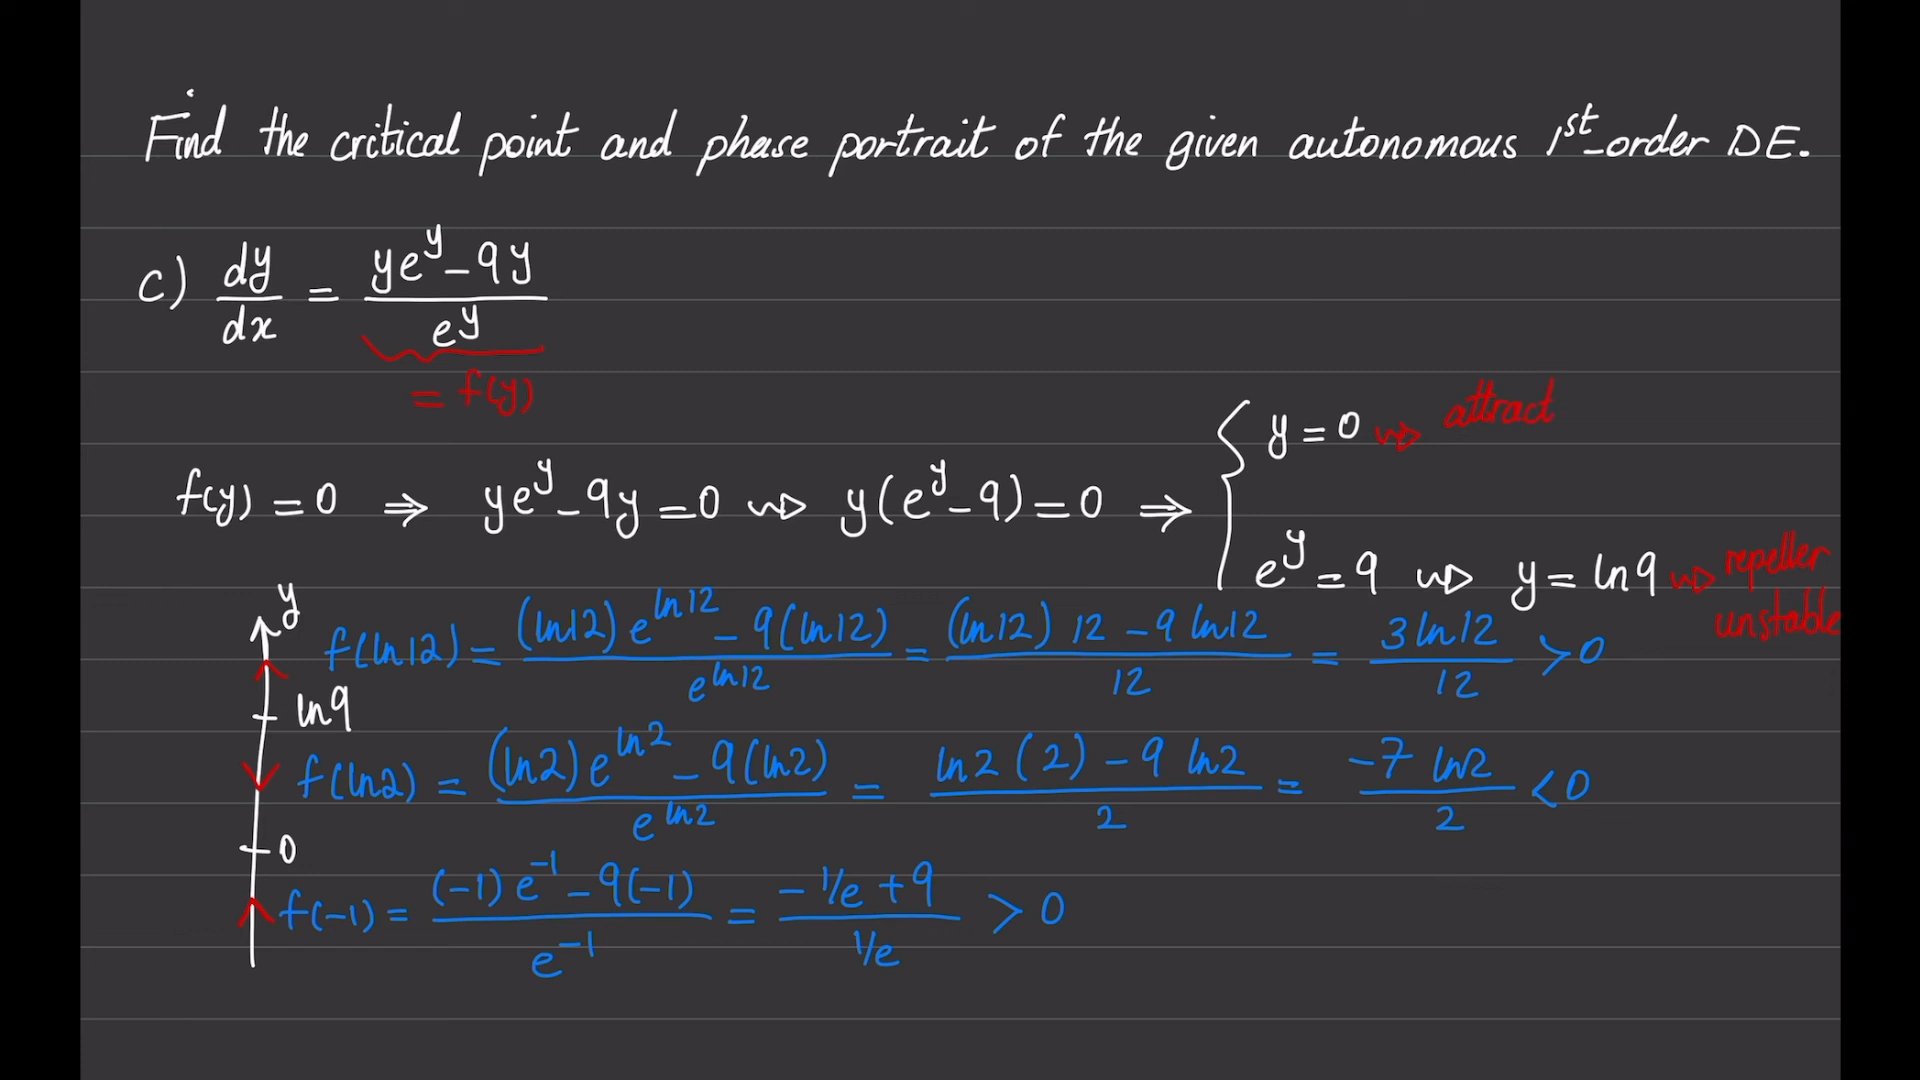 Find the critical point and phase portrait of the given autonomous 1st-order DE.
c) dy/dx = (ye^y - 9y)/e^y
= f(y)
f(y) = 0 ⇒ ye^y - 9y = 0 ⇝ y(e^y - 9) = 0 ⇒ { y = 0 ⇝ attract
e^y = 9 ⇝ y = ln9 ⇝ repeller unstable
y
f(ln12) = ((ln12) e^ln12 - 9(ln12))/e^ln12 = ((ln12) 12 - 9 ln12)/12 = 3 ln12/12 > 0
ln9
f(ln2) = ((ln2) e^ln2 - 9(ln2))/e^ln2 = (ln2 (2) - 9 ln2)/2 = -7 ln2/2 < 0
0
f(-1) = ((-1) e^-1 - 9(-1))/e^-1 = (-1/e + 9)/(1/e) > 0